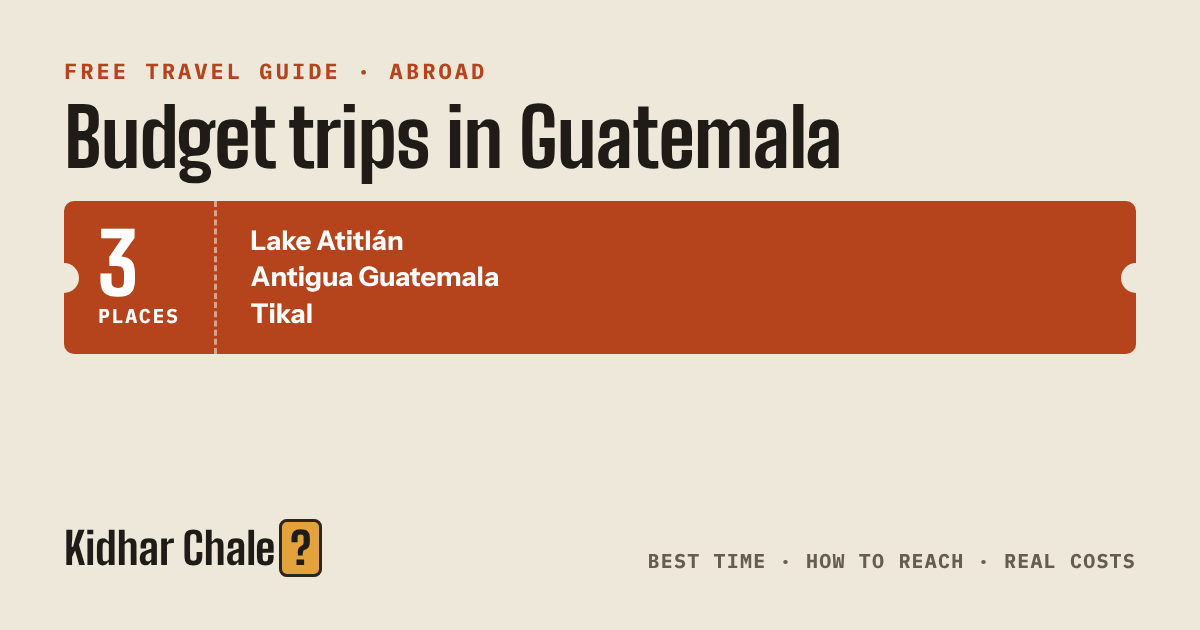 FREE TRAVEL GUIDE · ABROAD
Budget trips in Guatemala
3
PLACES
Lake Atitlán
Antigua Guatemala
Tikal
Kidhar Chale ?
BEST TIME · HOW TO REACH · REAL COSTS